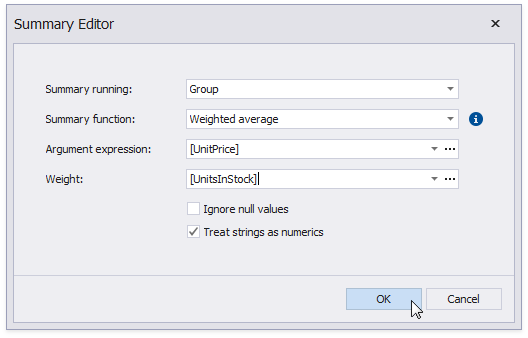 Summary Editor
Summary running: Group
Summary function: Weighted average
Argument expression: [UnitPrice]
Weight: [UnitsInStock]
Ignore null values
Treat strings as numerics
OK Cancel